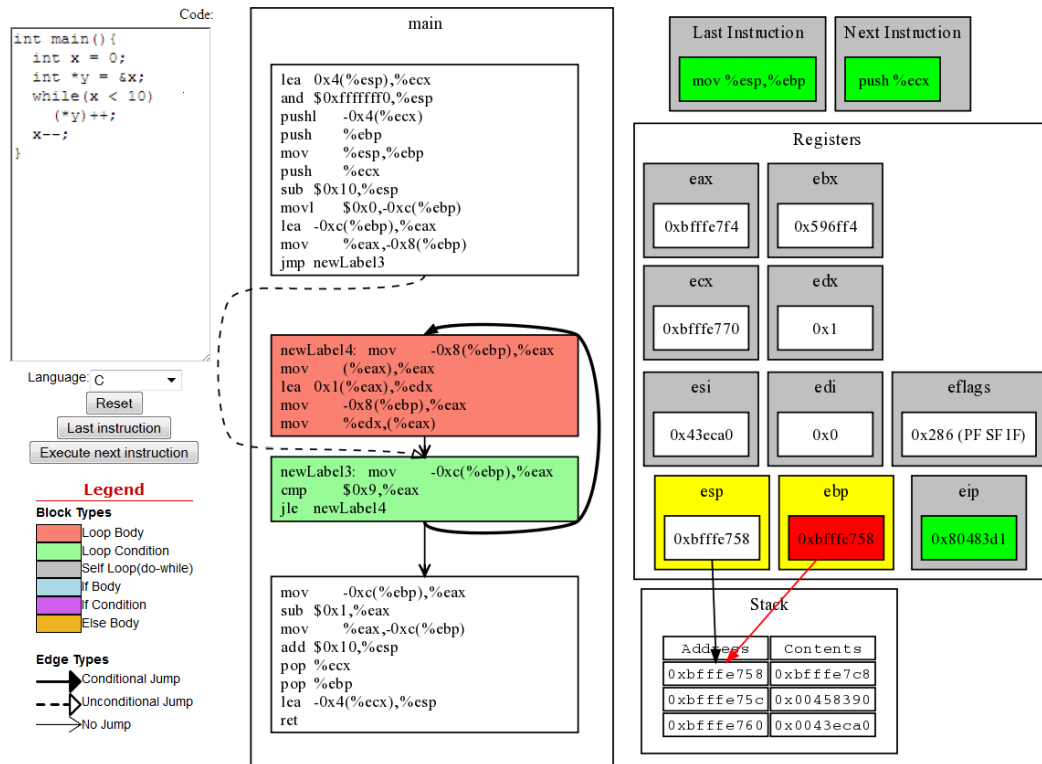 Code:
int main(){
int x = 0;
int *y = &x;
while(x < 10)
(*y)++;
x--;
}
Language: C
Reset
Last instruction
Execute next instruction
Legend
Block Types
Loop Body
Loop Condition
Self Loop(do-while)
If Body
If Condition
Else Body
Edge Types
Conditional Jump
Unconditional Jump
No Jump
main
lea 0x4(%esp),%ecx
and $0xfffffff0,%esp
pushl -0x4(%ecx)
push %ebp
mov %esp,%ebp
push %ecx
sub $0x10,%esp
movl $0x0,-0xc(%ebp)
lea -0xc(%ebp),%eax
mov %eax,-0x8(%ebp)
jmp newLabel3
newLabel4: mov -0x8(%ebp),%eax
mov (%eax),%eax
lea 0x1(%eax),%edx
mov -0x8(%ebp),%eax
mov %edx,(%eax)
newLabel3: mov -0xc(%ebp),%eax
cmp $0x9,%eax
jle newLabel4
mov -0xc(%ebp),%eax
sub $0x1,%eax
mov %eax,-0xc(%ebp)
add $0x10,%esp
pop %ecx
pop %ebp
lea -0x4(%ecx),%esp
ret
Last Instruction
mov %esp,%ebp
Next Instruction
push %ecx
Registers
eax
0xbfffe7f4
ebx
0x596ff4
ecx
0xbfffe770
edx
0x1
esi
0x43eca0
edi
0x0
eflags
0x286 (PF SF IF)
esp
0xbfffe758
ebp
0xbfffe758
eip
0x80483d1
Stack
Address Contents
0xbfffe758 0xbfffe7c8
0xbfffe75c 0x00458390
0xbfffe760 0x0043eca0